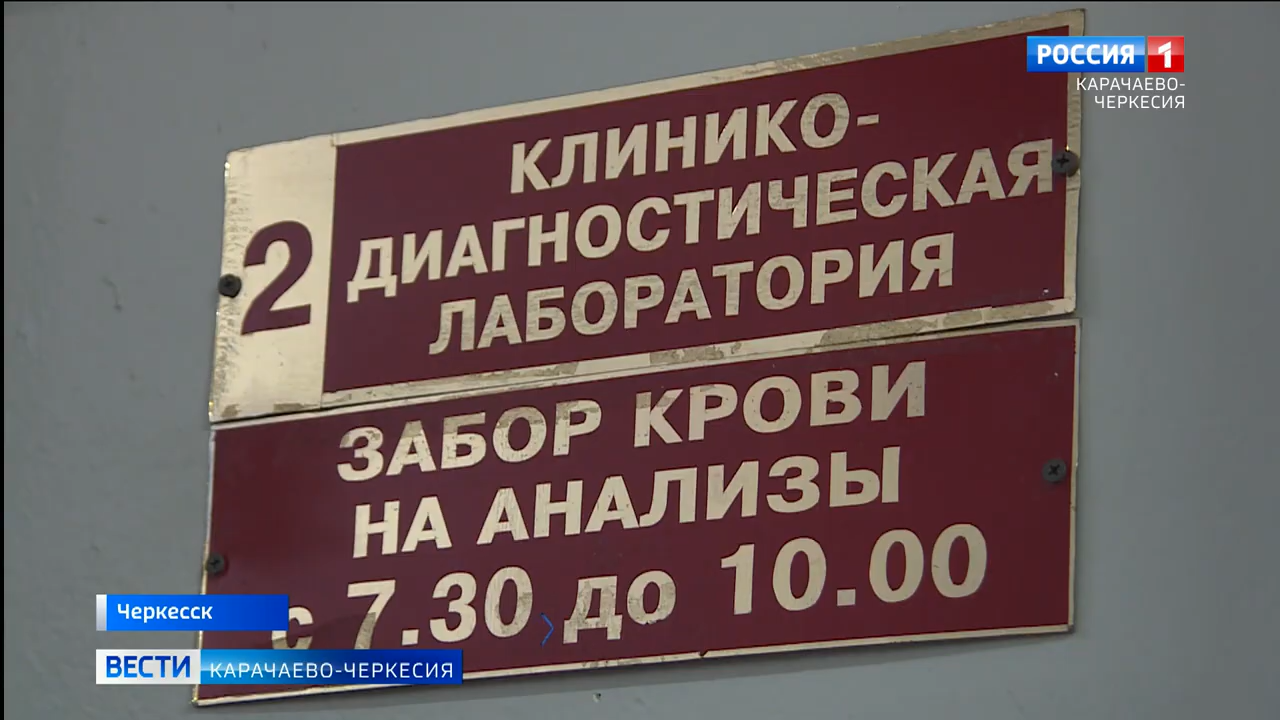 РОССИЯ 1
КАРАЧАЕВО-
ЧЕРКЕСИЯ
2
КЛИНИКО-
ДИАГНОСТИЧЕСКАЯ
ЛАБОРАТОРИЯ
ЗАБОР КРОВИ
НА АНАЛИЗЫ
с 7.30 до 10.00
Черкесск
ВЕСТИ КАРАЧАЕВО-ЧЕРКЕСИЯ